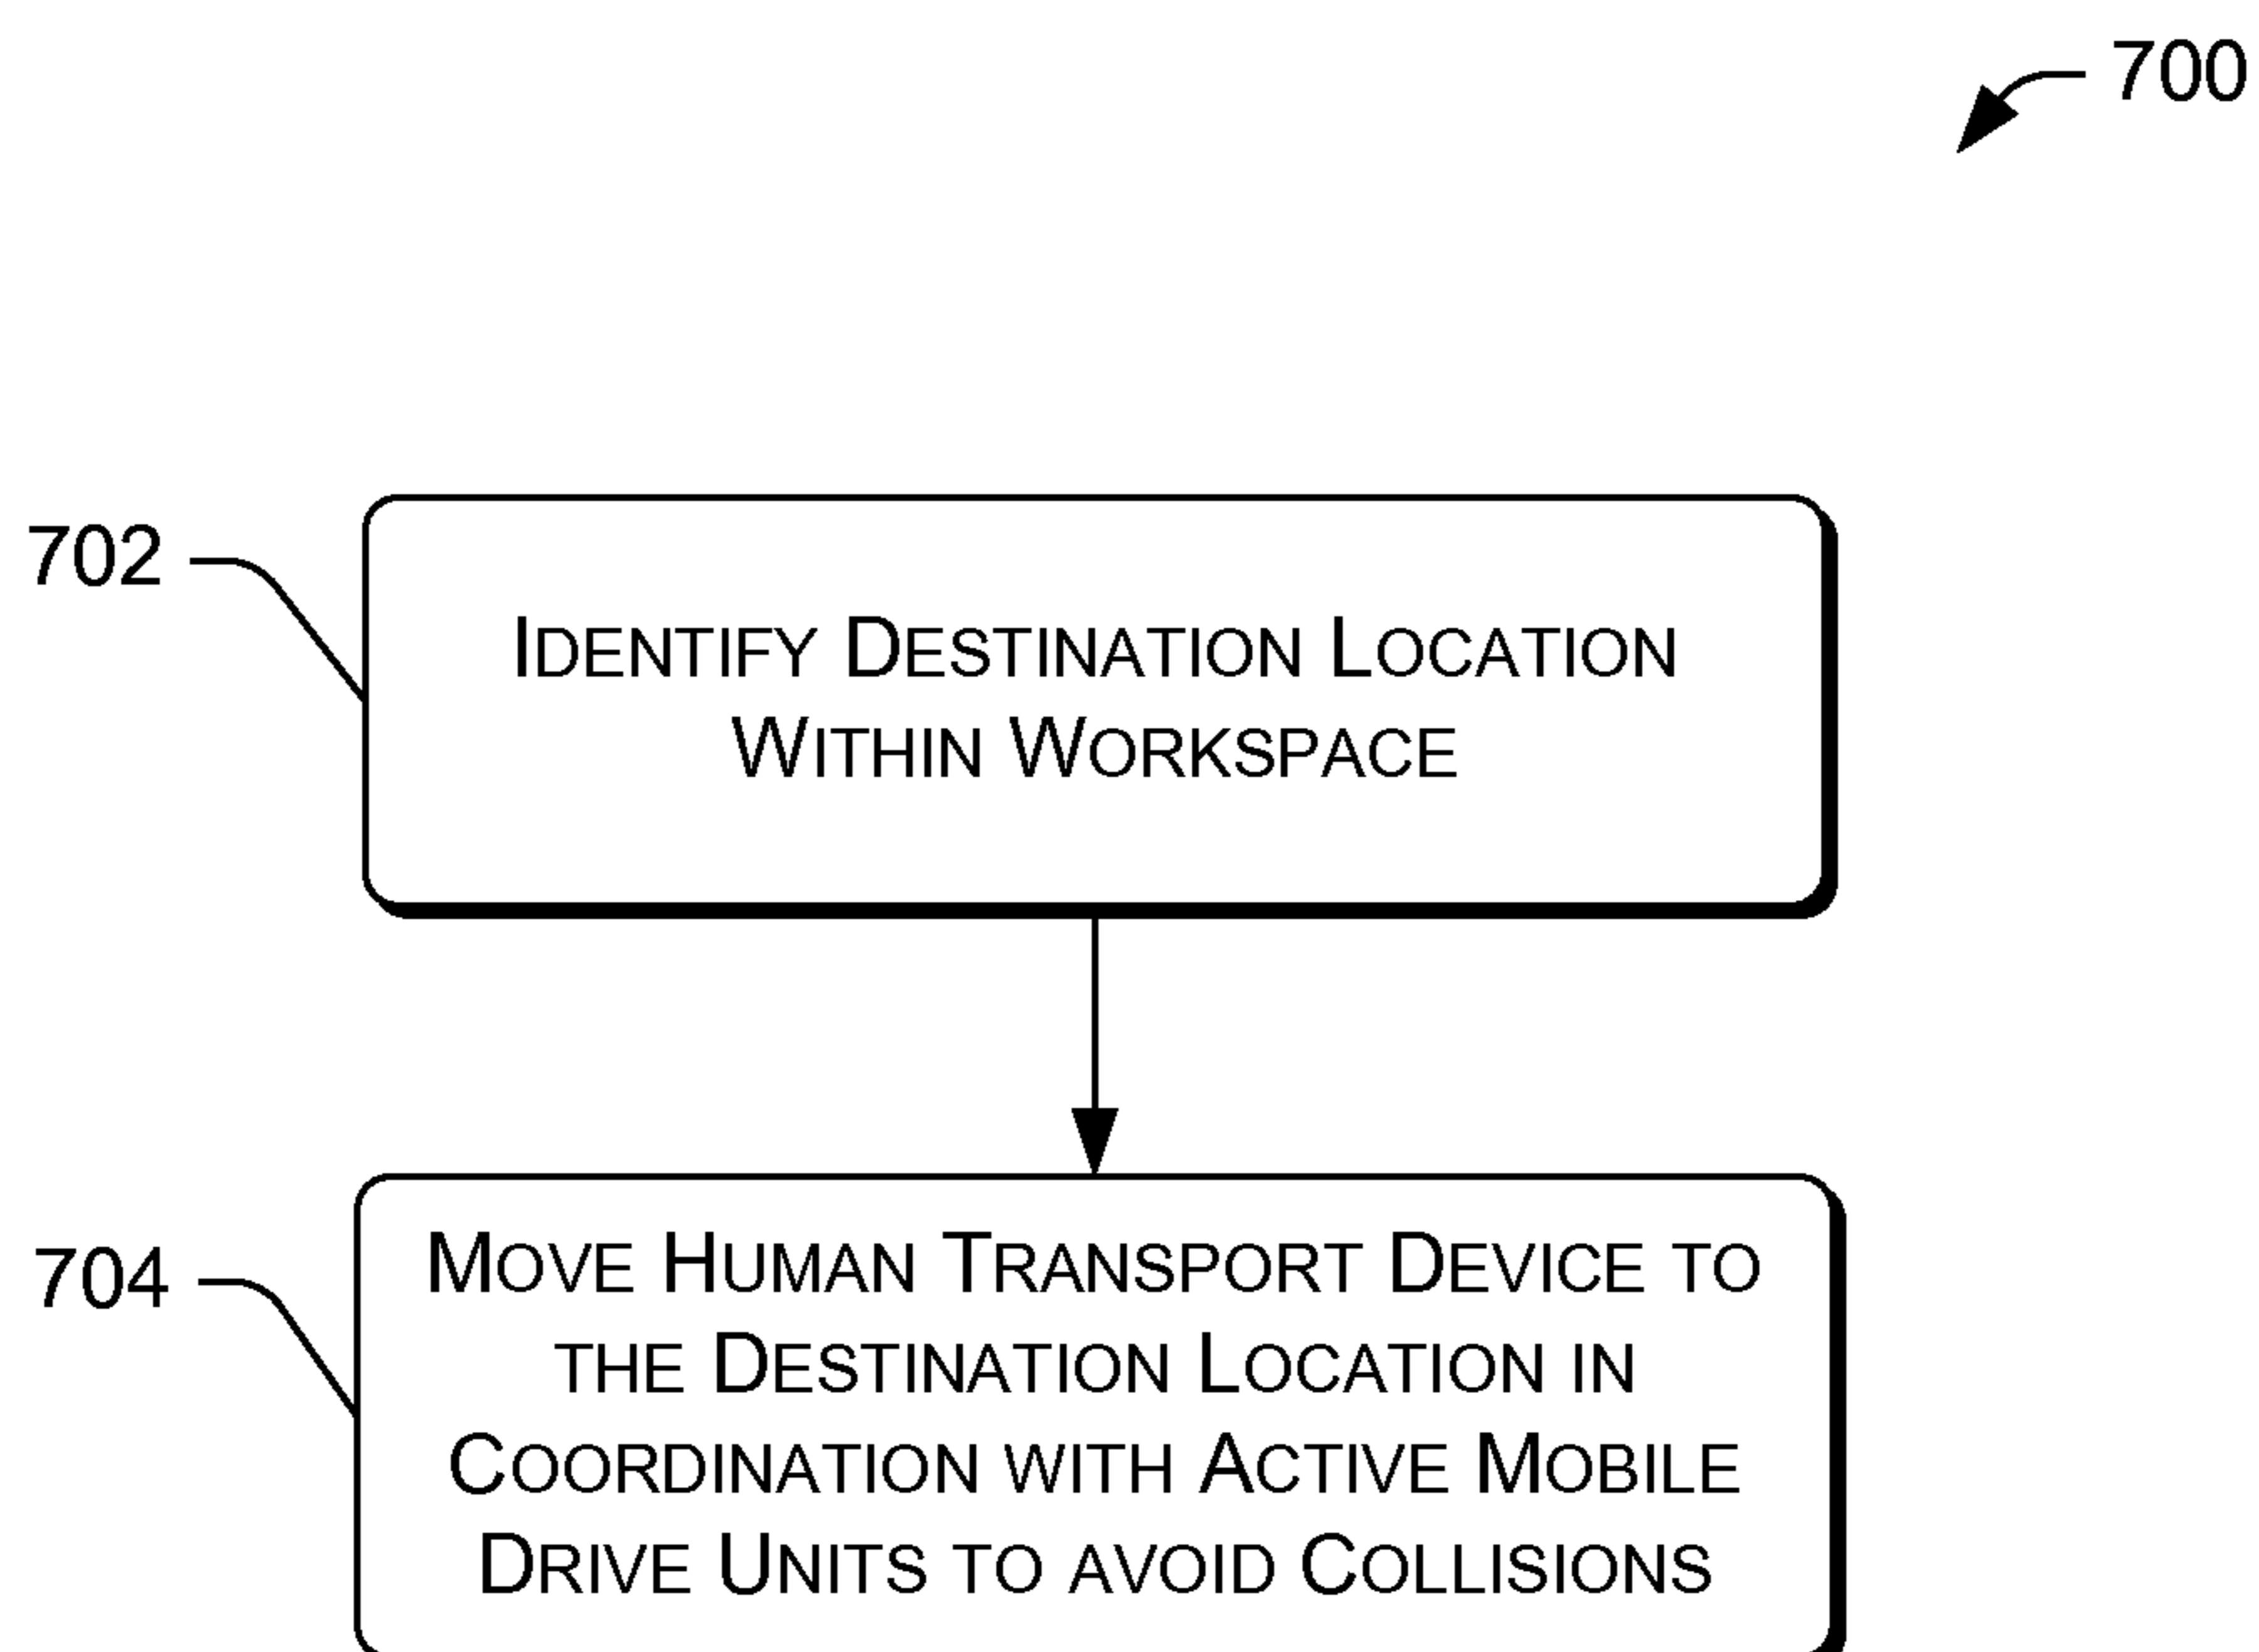 700
702
Identify Destination Location
Within Workspace
704
Move Human Transport Device to
the Destination Location in
Coordination with Active Mobile
Drive Units to avoid Collisions